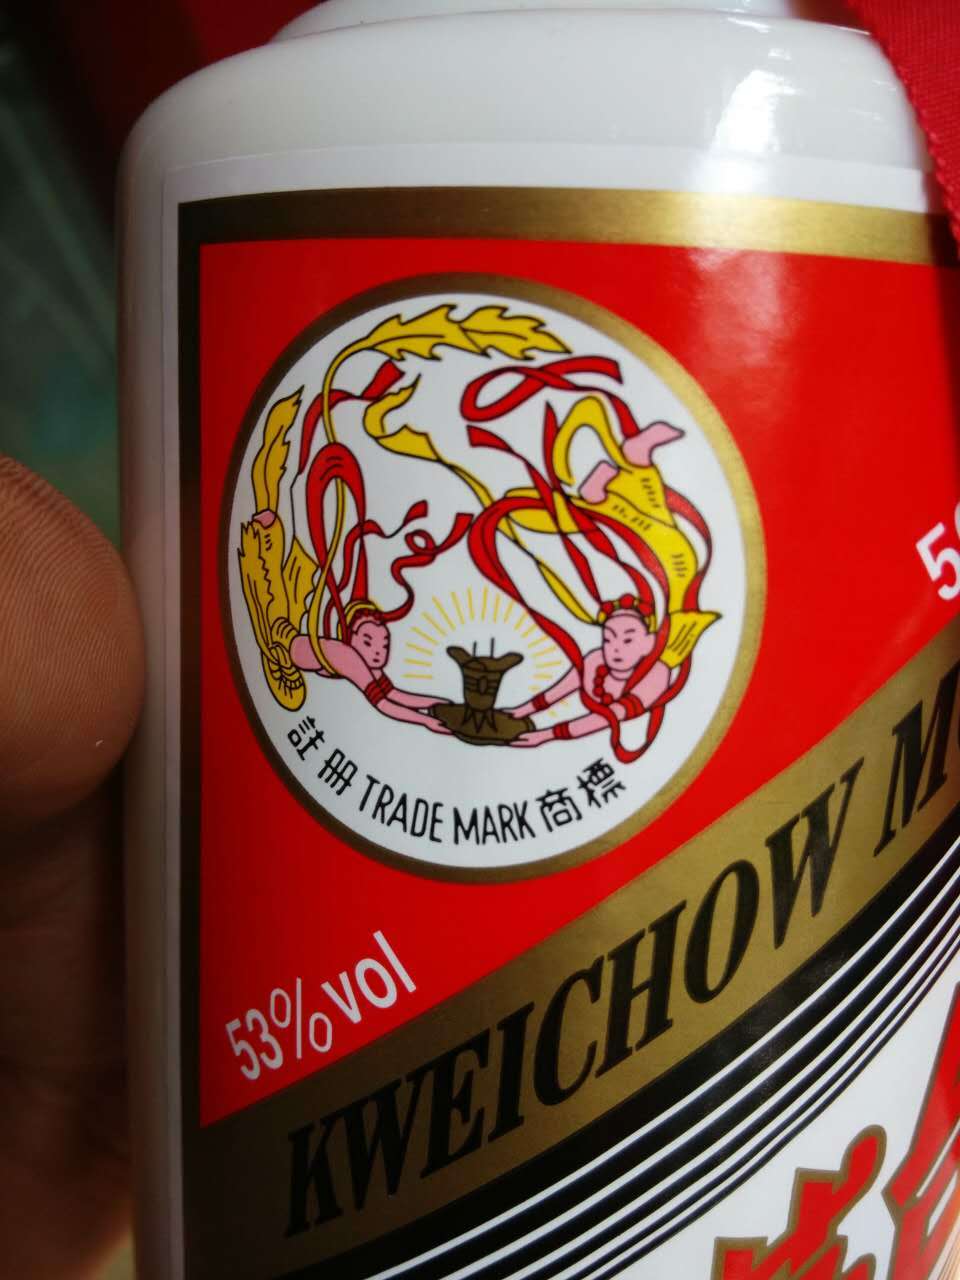 註冊 TRADE MARK 商標
53%vol
KWEICHOW